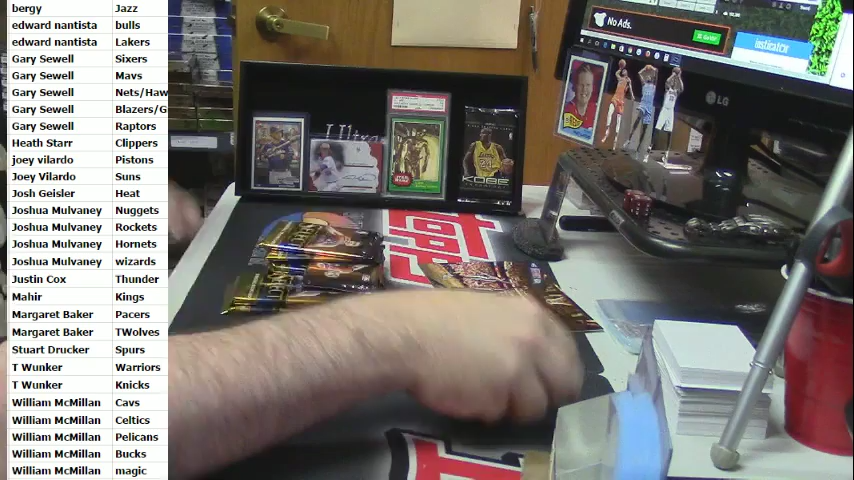 bergy Jazz
edward nantista bulls
edward nantista Lakers
Gary Sewell Sixers
Gary Sewell Mavs
Gary Sewell Nets/Haw
Gary Sewell Blazers/G
Gary Sewell Raptors
Heath Starr Clippers
joey vilardo Pistons
Joey Vilardo Suns
Josh Geisler Heat
Joshua Mulvaney Nuggets
Joshua Mulvaney Rockets
Joshua Mulvaney Hornets
Joshua Mulvaney wizards
Justin Cox Thunder
Mahir Kings
Margaret Baker Pacers
Margaret Baker TWolves
Stuart Drucker Spurs
T Wunker Warriors
T Wunker Knicks
William McMillan Cavs
William McMillan Celtics
William McMillan Pelicans
William McMillan Bucks
William McMillan magic
No Ads.
insticator
LG
KOBE